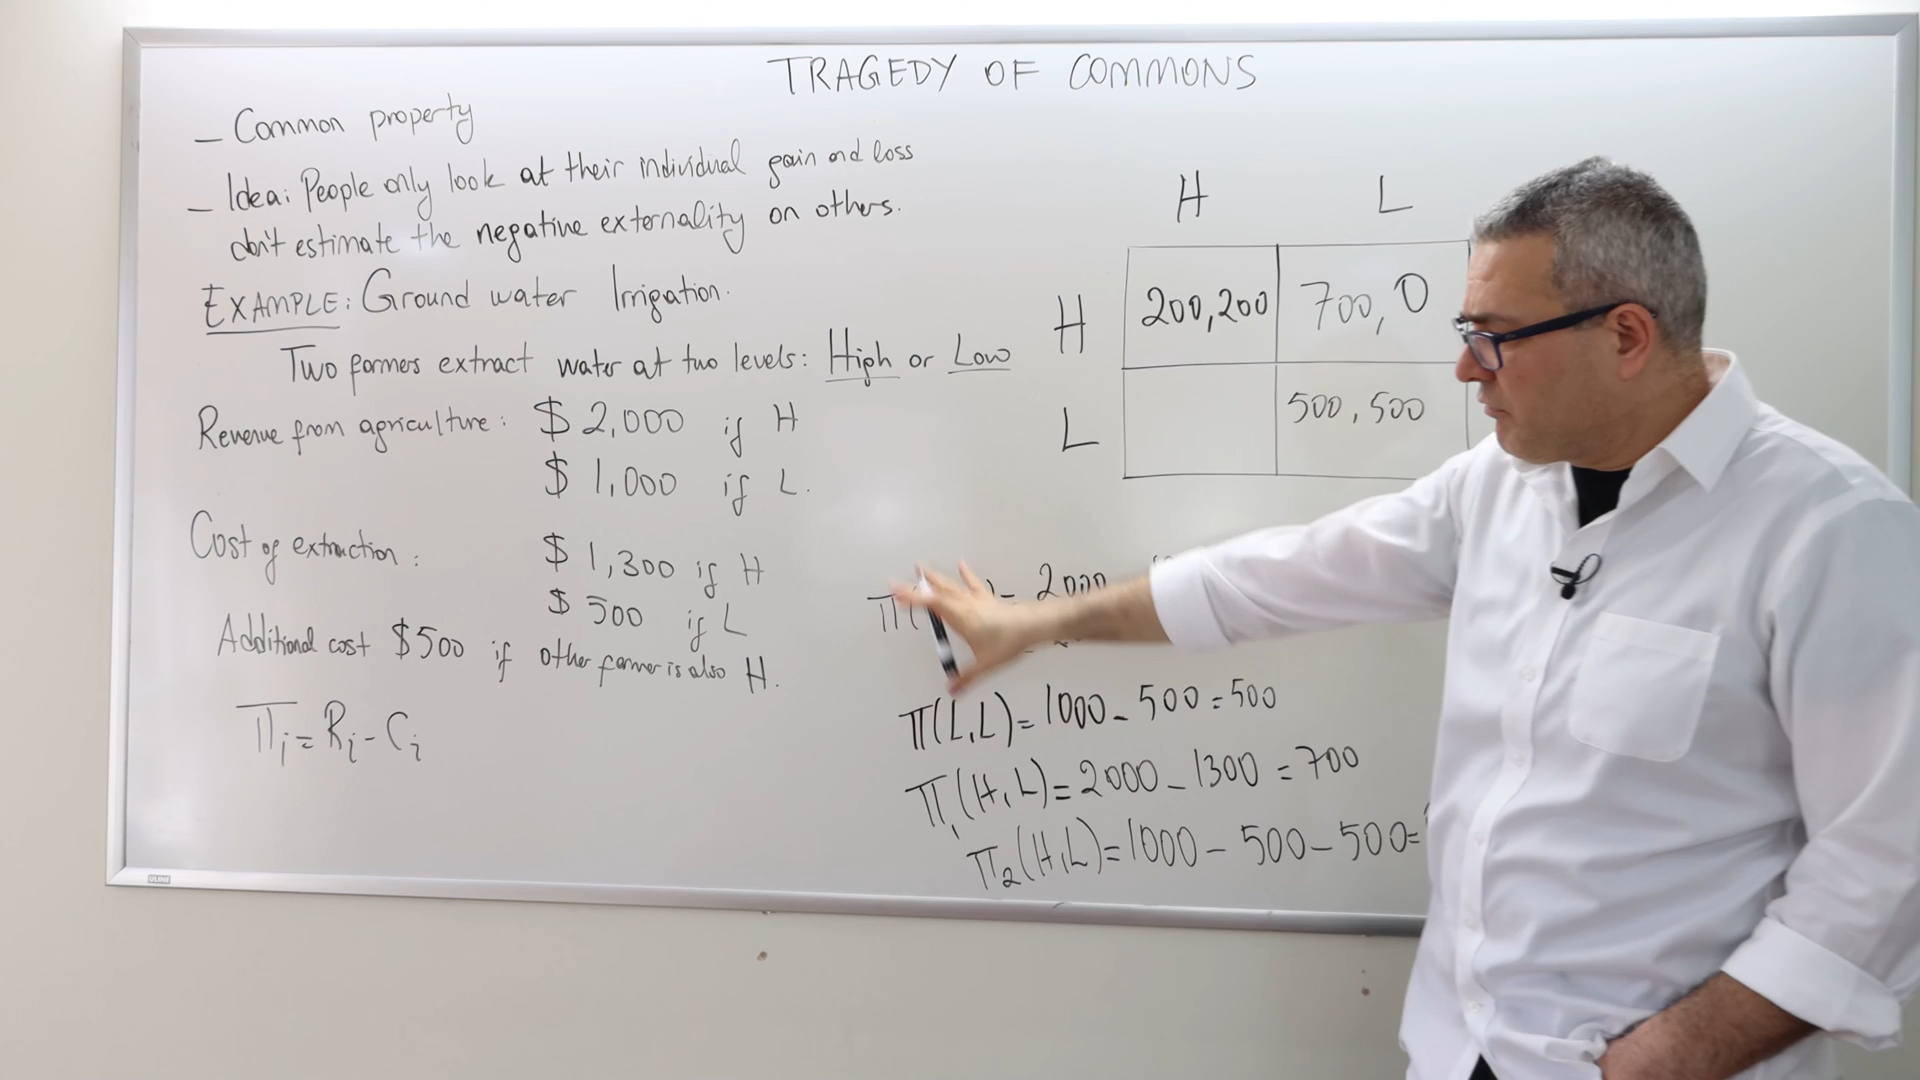 TRAGEDY OF COMMONS
– Common property
– Idea: People only look at their individual gain and loss
don't estimate the negative externality on others.
EXAMPLE: Ground water Irrigation.
Two farmers extract water at two levels: High or Low
Revenue from agriculture: $ 2,000 if H
$ 1,000 if L.
Cost of extraction: $ 1,300 if H
$ 500 if L
Additional cost $500 if other farmer is also H.
π_i = R_i - C_i
H L
H 200,200 700, 0
L 500, 500
π( 2000
π(L,L) = 1000 - 500 = 500
π₁(H,L) = 2000 - 1300 = 700
π₂(H,L) = 1000 - 500 - 500 =
ULINE